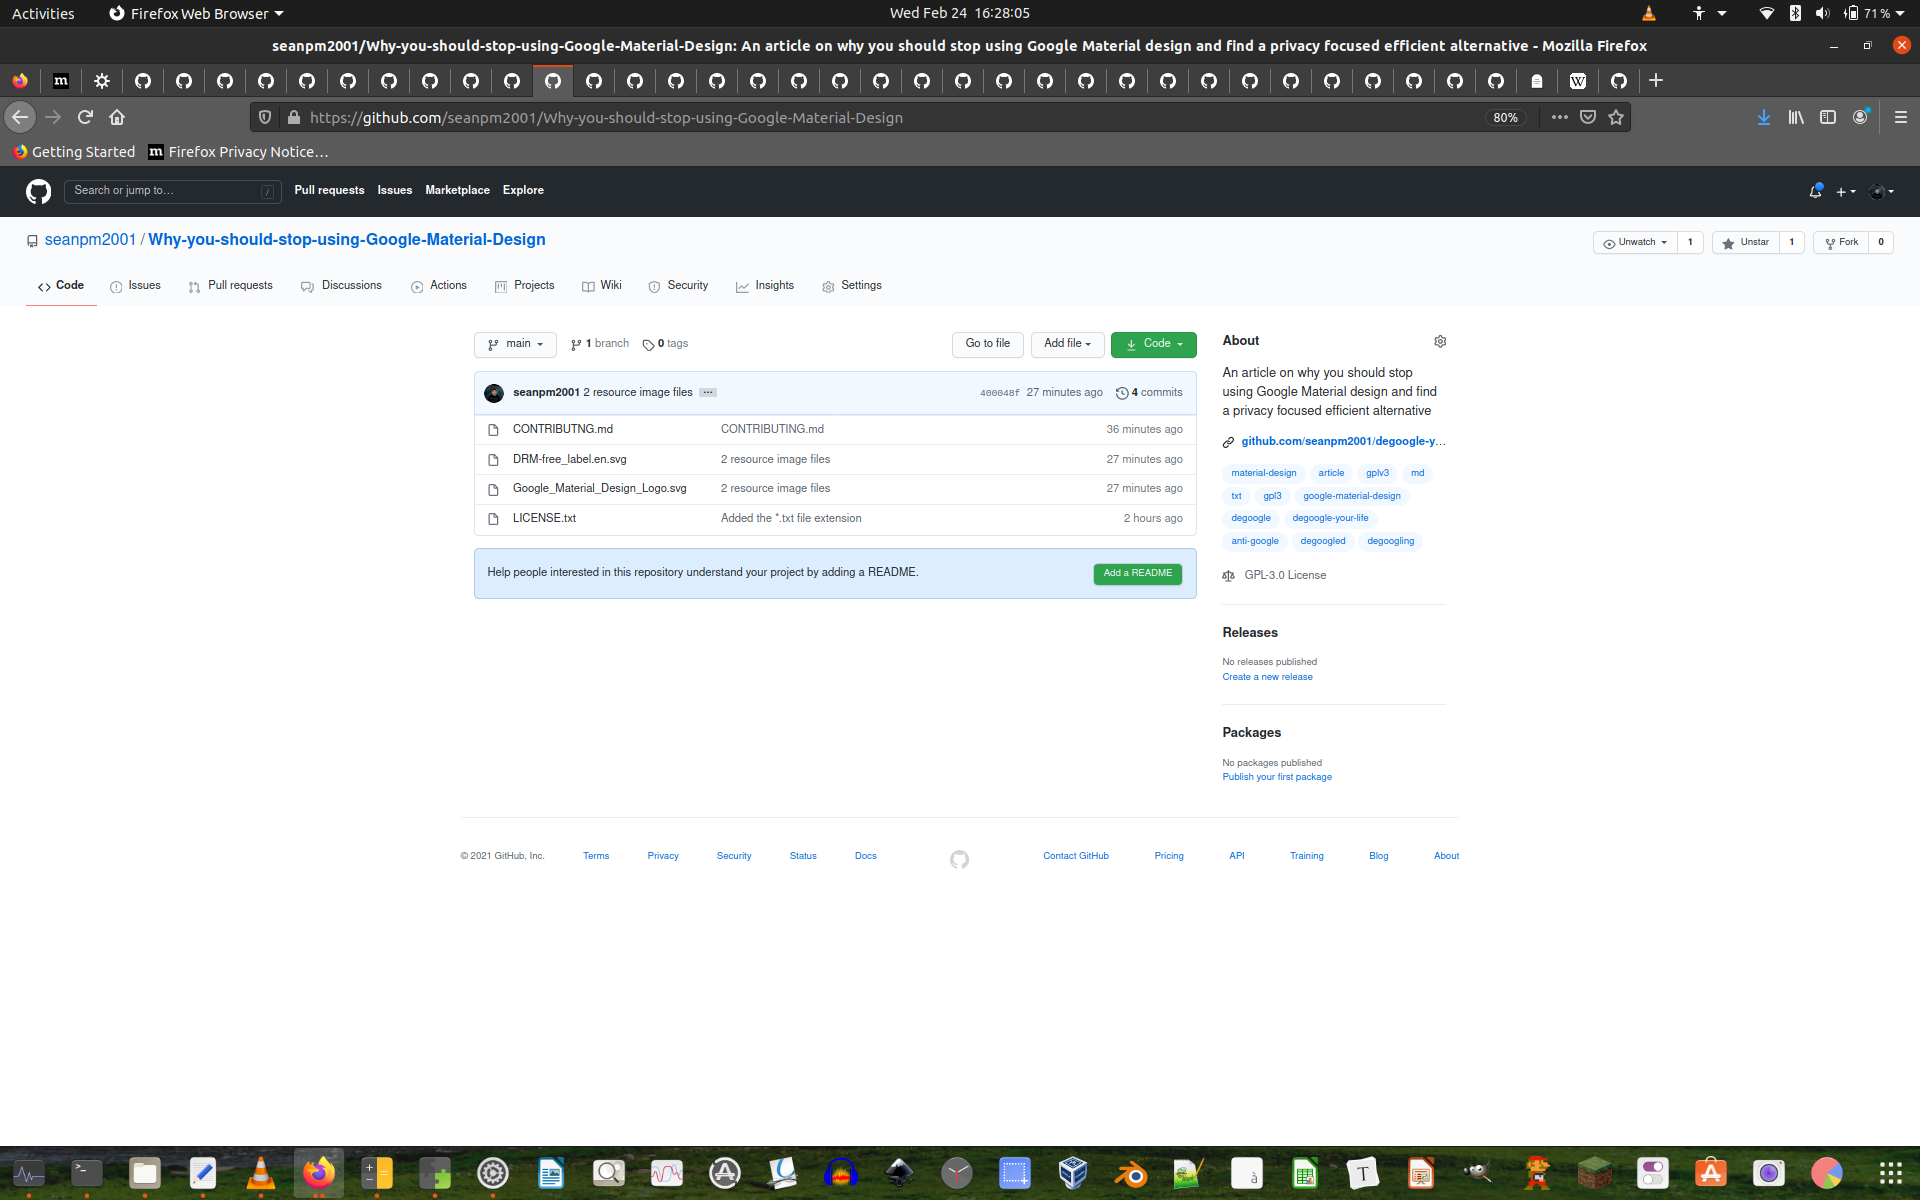 Activities
Firefox Web Browser
Wed Feb 24 16:28:05
71 %
seanpm2001/Why-you-should-stop-using-Google-Material-Design: An article on why you should stop using Google Material design and find a privacy focused efficient alternative - Mozilla Firefox
https://github.com/seanpm2001/Why-you-should-stop-using-Google-Material-Design
80%
Getting Started
Firefox Privacy Notice…
Search or jump to…
/
Pull requests
Issues
Marketplace
Explore
seanpm2001 / Why-you-should-stop-using-Google-Material-Design
Unwatch 1
Unstar 1
Fork 0
Code
Issues
Pull requests
Discussions
Actions
Projects
Wiki
Security
Insights
Settings
main
1 branch
0 tags
Go to file
Add file
Code
seanpm2001 2 resource image files
400048f 27 minutes ago
4 commits
CONTRIBUTNG.md CONTRIBUTING.md 36 minutes ago
DRM-free_label.en.svg 2 resource image files 27 minutes ago
Google_Material_Design_Logo.svg 2 resource image files 27 minutes ago
LICENSE.txt Added the *.txt file extension 2 hours ago
Help people interested in this repository understand your project by adding a README.
Add a README
About
An article on why you should stop
using Google Material design and find
a privacy focused efficient alternative
github.com/seanpm2001/degoogle-y…
material-design article gplv3 md
txt gpl3 google-material-design
degoogle degoogle-your-life
anti-google degoogled degoogling
GPL-3.0 License
Releases
No releases published
Create a new release
Packages
No packages published
Publish your first package
© 2021 GitHub, Inc.
Terms
Privacy
Security
Status
Docs
Contact GitHub
Pricing
API
Training
Blog
About